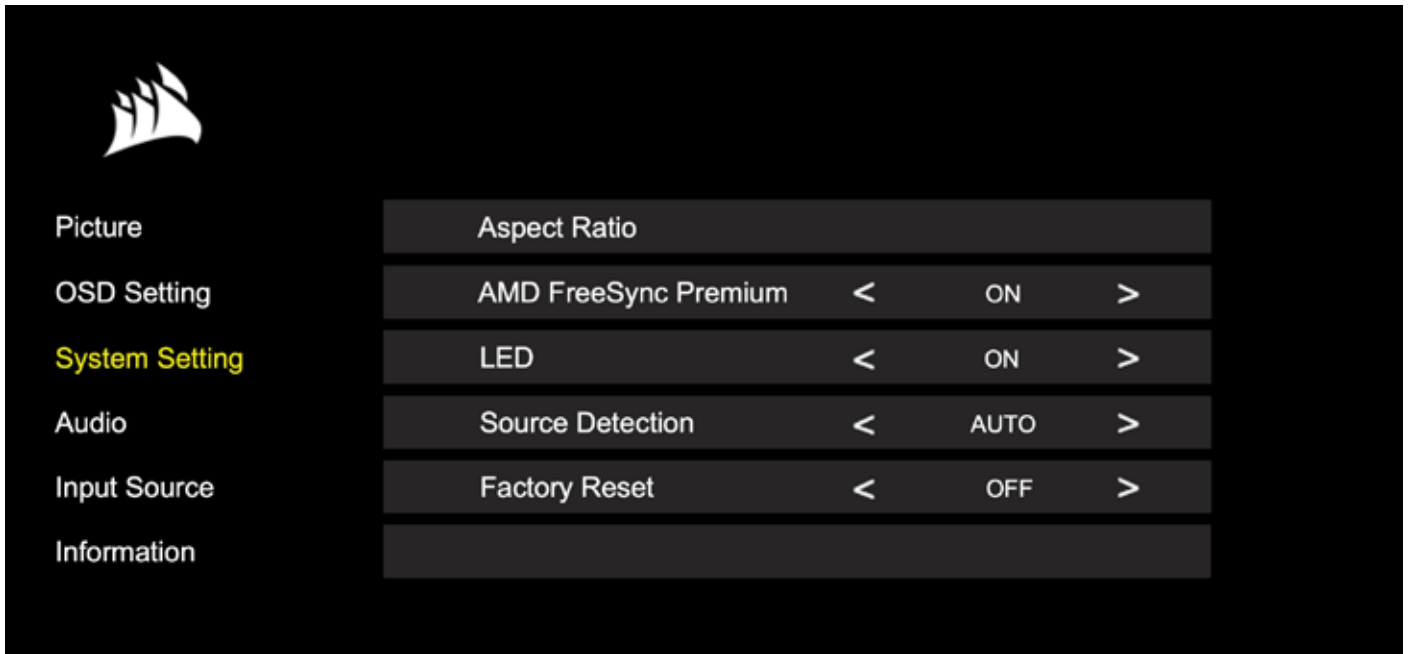 Picture
Aspect Ratio
OSD Setting
AMD FreeSync Premium < ON >
System Setting
LED < ON >
Audio
Source Detection < AUTO >
Input Source
Factory Reset < OFF >
Information